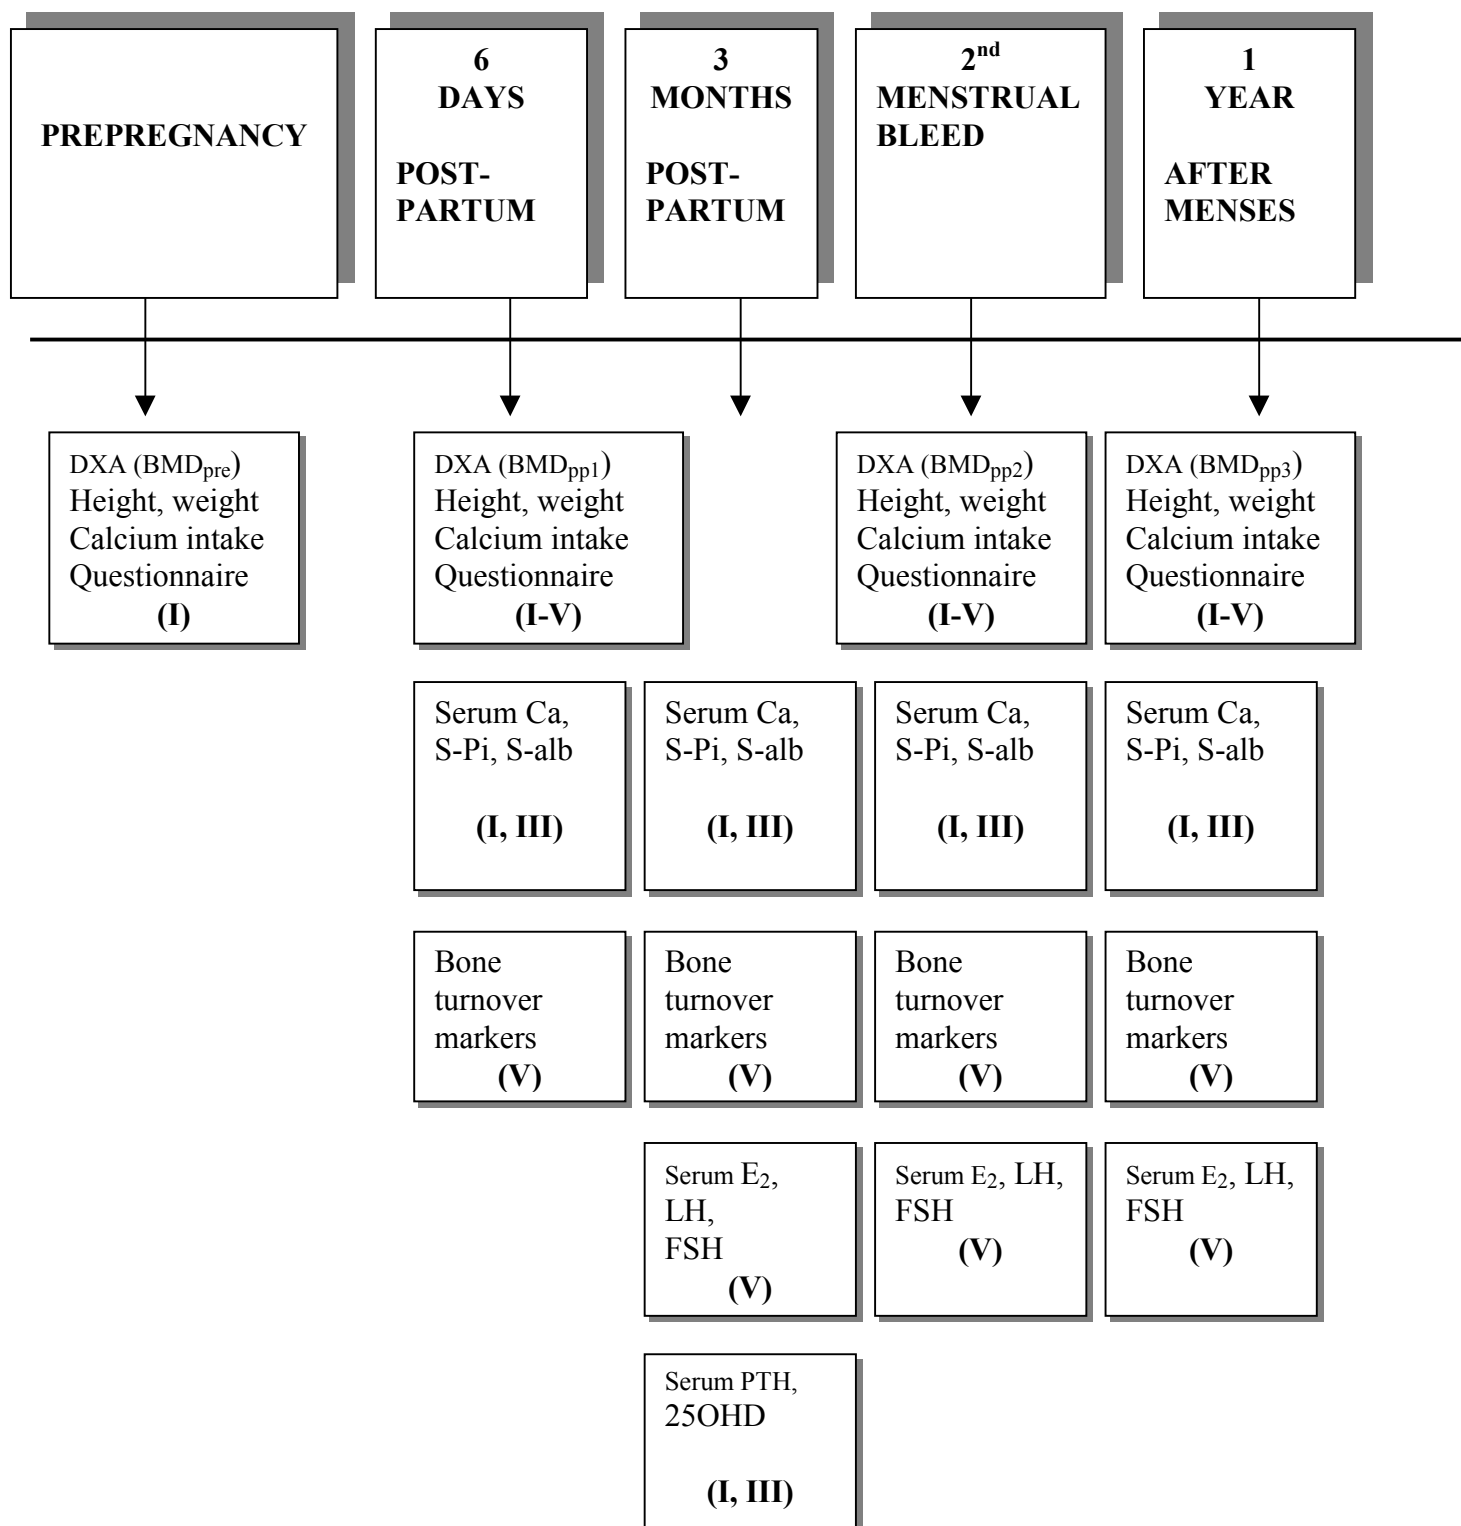 PREPREGNANCY
6
DAYS
POST-
PARTUM
3
MONTHS
POST-
PARTUM
2nd
MENSTRUAL
BLEED
1
YEAR
AFTER
MENSES
DXA (BMDpre)
Height, weight
Calcium intake
Questionnaire
(I)
DXA (BMDpp1)
Height, weight
Calcium intake
Questionnaire
(I-V)
DXA (BMDpp2)
Height, weight
Calcium intake
Questionnaire
(I-V)
DXA (BMDpp3)
Height, weight
Calcium intake
Questionnaire
(I-V)
Serum Ca,
S-Pi, S-alb
(I, III)
Serum Ca,
S-Pi, S-alb
(I, III)
Serum Ca,
S-Pi, S-alb
(I, III)
Serum Ca,
S-Pi, S-alb
(I, III)
Bone
turnover
markers
(V)
Bone
turnover
markers
(V)
Bone
turnover
markers
(V)
Bone
turnover
markers
(V)
Serum E2,
LH,
FSH
(V)
Serum E2, LH,
FSH
(V)
Serum E2, LH,
FSH
(V)
Serum PTH,
25OHD
(I, III)